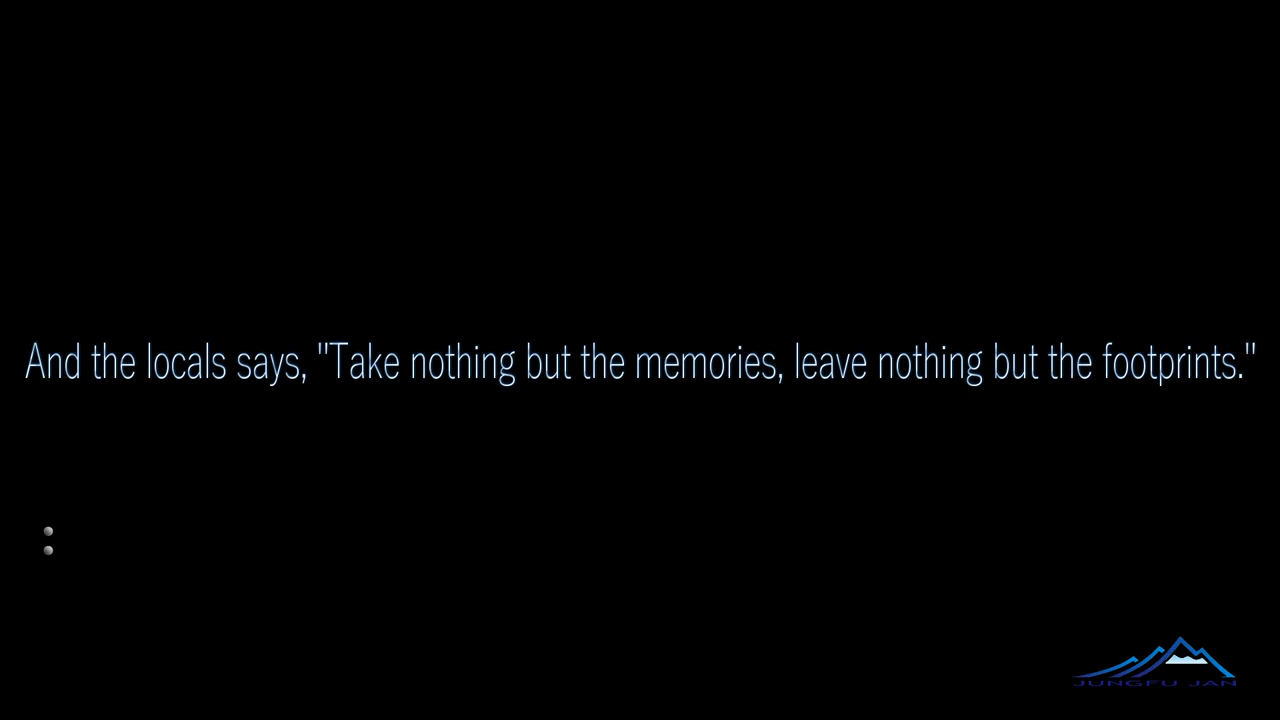 And the locals says, "Take nothing but the memories, leave nothing but the footprints."
:
JUNGFU JAN